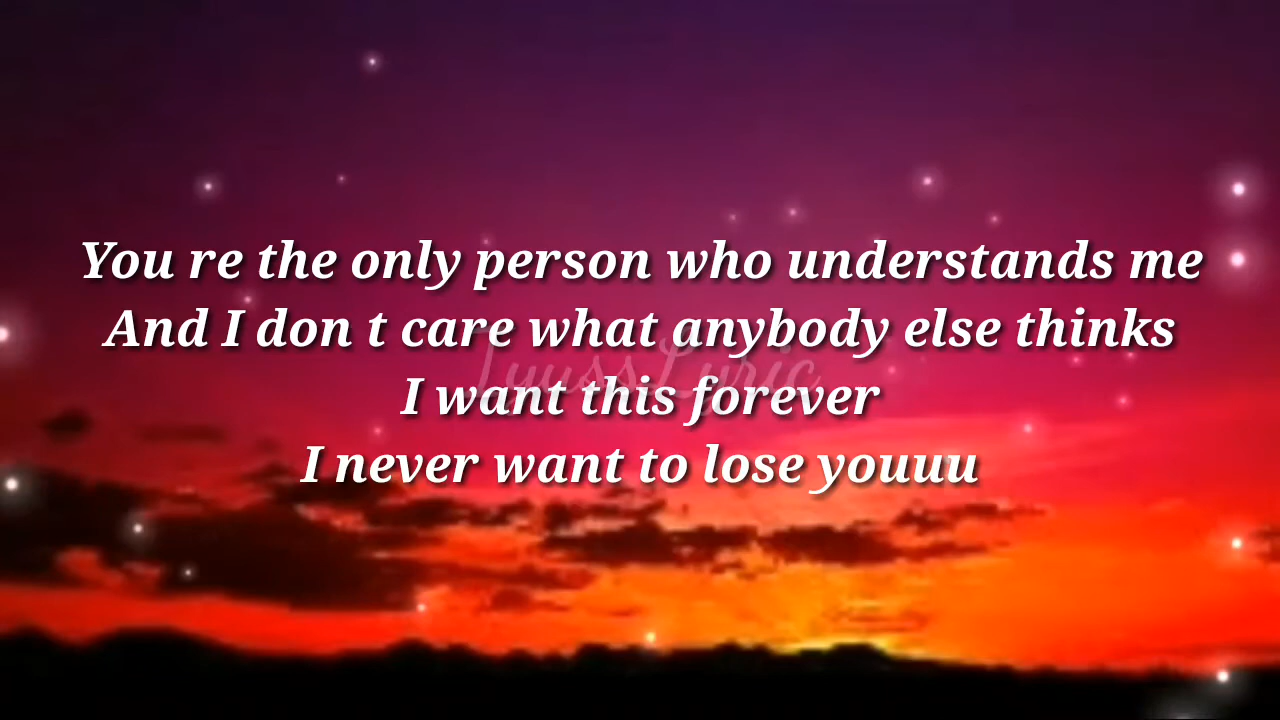 You re the only person who understands me
And I don t care what anybody else thinks
IyyssLyric
I want this forever
I never want to lose youuu